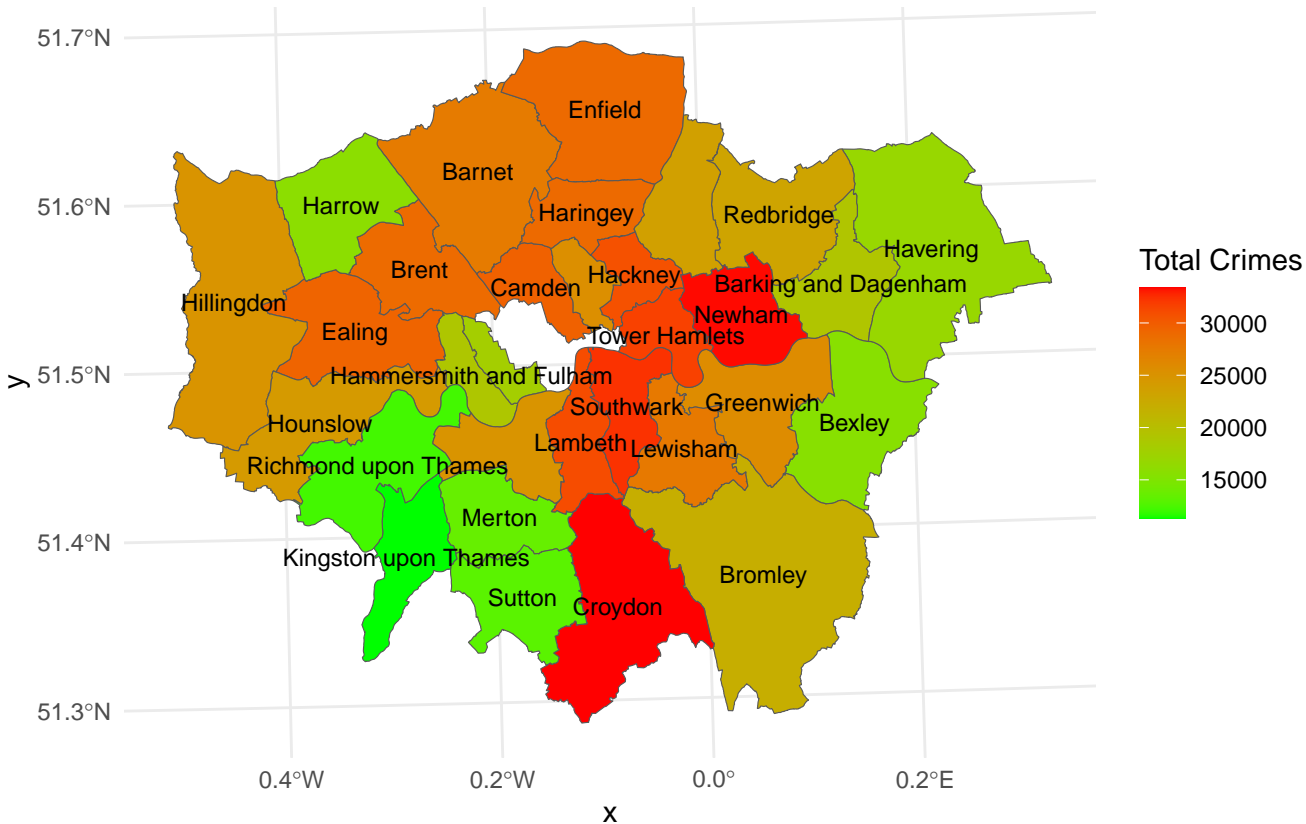 51.7°N
51.6°N
51.5°N
51.4°N
51.3°N
y
Enfield
Barnet
Harrow
Haringey
Redbridge
Havering
Brent
Hackney
Camden
Barking and Dagenham
Hillingdon
Newham
Ealing
Tower Hamlets
Hammersmith and Fulham
Southwark
Greenwich
Hounslow
Bexley
Lambeth
Lewisham
Richmond upon Thames
Merton
Kingston upon Thames
Bromley
Sutton
Croydon
0.4°W
0.2°W
0.0°
0.2°E
x
Total Crimes
30000
25000
20000
15000